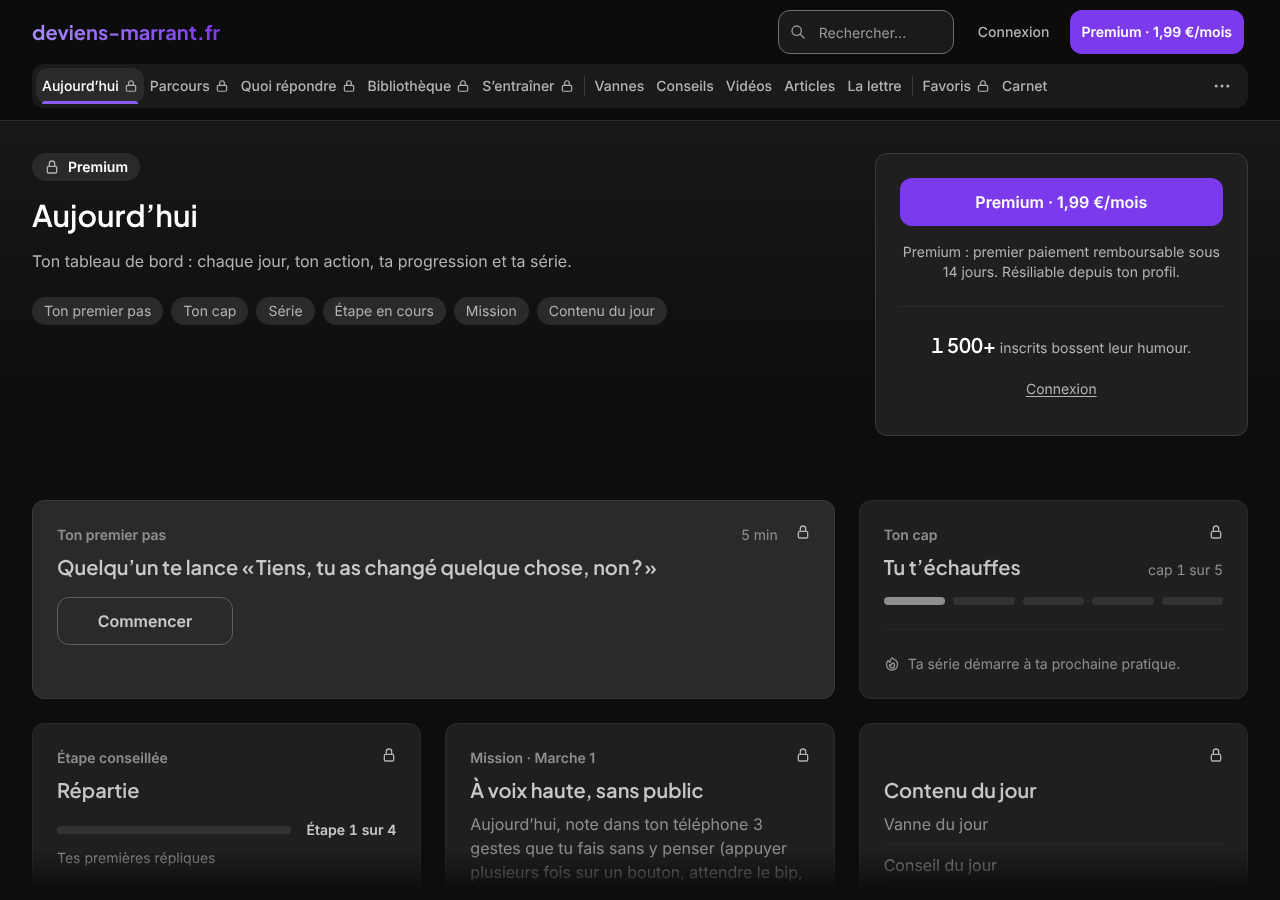 deviens-marrant.fr
Rechercher...
Connexion
Premium · 1,99 €/mois
Aujourd’hui
Parcours
Quoi répondre
Bibliothèque
S’entraîner
Vannes
Conseils
Vidéos
Articles
La lettre
Favoris
Carnet
Premium
Aujourd’hui
Ton tableau de bord : chaque jour, ton action, ta progression et ta série.
Ton premier pas
Ton cap
Série
Étape en cours
Mission
Contenu du jour
Premium · 1,99 €/mois
Premium : premier paiement remboursable sous
14 jours. Résiliable depuis ton profil.
1 500+ inscrits bossent leur humour.
Connexion
Ton premier pas
5 min
Quelqu’un te lance « Tiens, tu as changé quelque chose, non ? »
Commencer
Ton cap
Tu t’échauffes
cap 1 sur 5
Ta série démarre à ta prochaine pratique.
Étape conseillée
Répartie
Étape 1 sur 4
Tes premières répliques
Mission · Marche 1
À voix haute, sans public
Aujourd’hui, note dans ton téléphone 3
gestes que tu fais sans y penser (appuyer
plusieurs fois sur un bouton, attendre le bip,
Contenu du jour
Vanne du jour
Conseil du jour